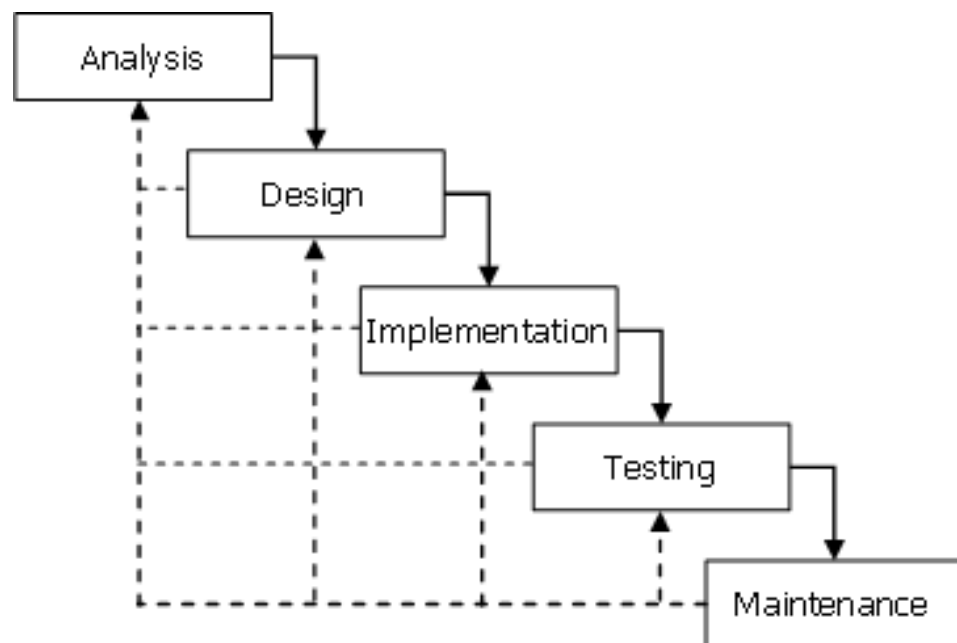 Analysis
Design
Implementation
Testing
Maintenance